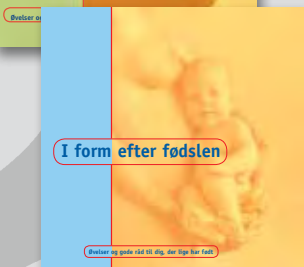 Øvelser og
I form efter fødslen
Øvelser og gode råd til dig, der lige har født